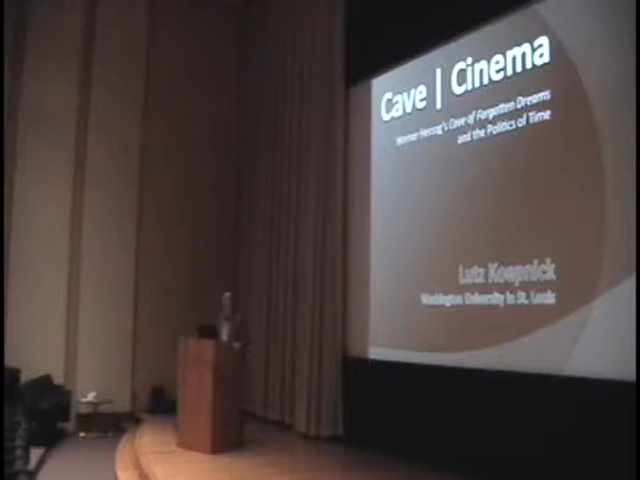 Cave | Cinema
Werner Herzog's Cave of Forgotten Dreams
and the Politics of Time
Lutz Koepnick
Washington University in St. Louis